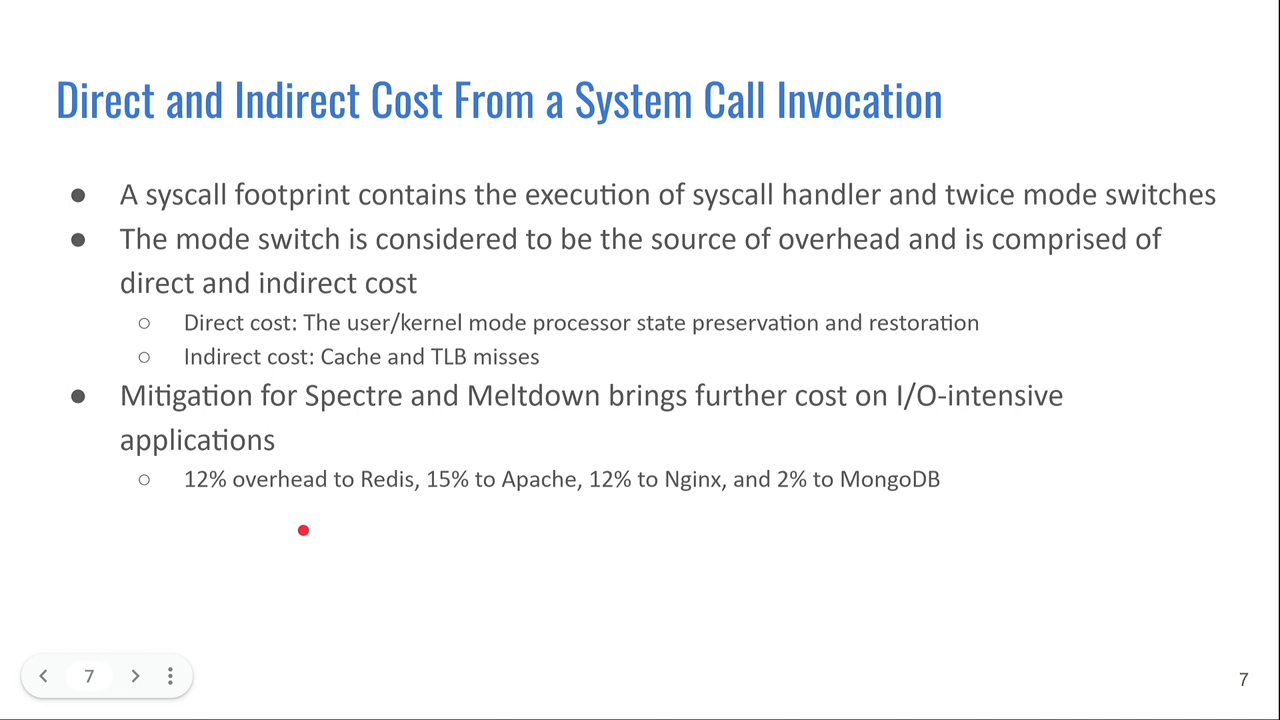 Direct and Indirect Cost From a System Call Invocation
● A syscall footprint contains the execution of syscall handler and twice mode switches
● The mode switch is considered to be the source of overhead and is comprised of
direct and indirect cost
○ Direct cost: The user/kernel mode processor state preservation and restoration
○ Indirect cost: Cache and TLB misses
● Mitigation for Spectre and Meltdown brings further cost on I/O-intensive
applications
○ 12% overhead to Redis, 15% to Apache, 12% to Nginx, and 2% to MongoDB
7
7